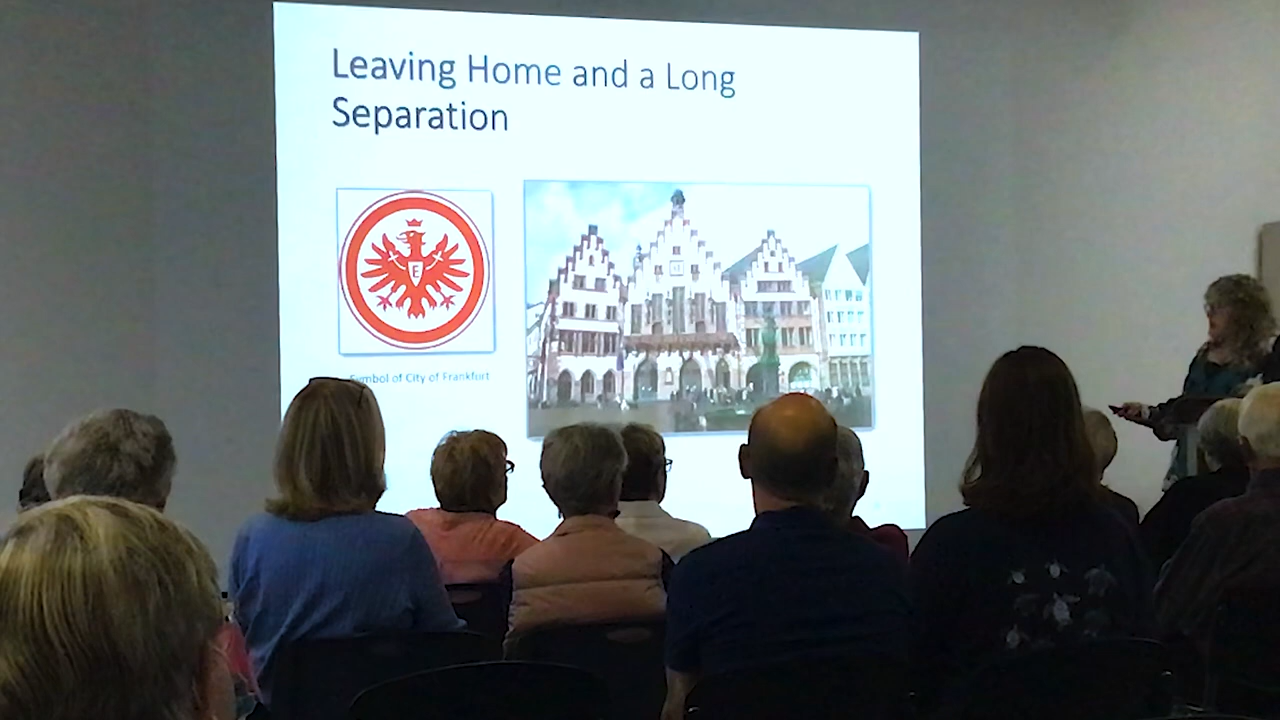 Leaving Home and a Long
Separation
E
Symbol of City of Frankfort